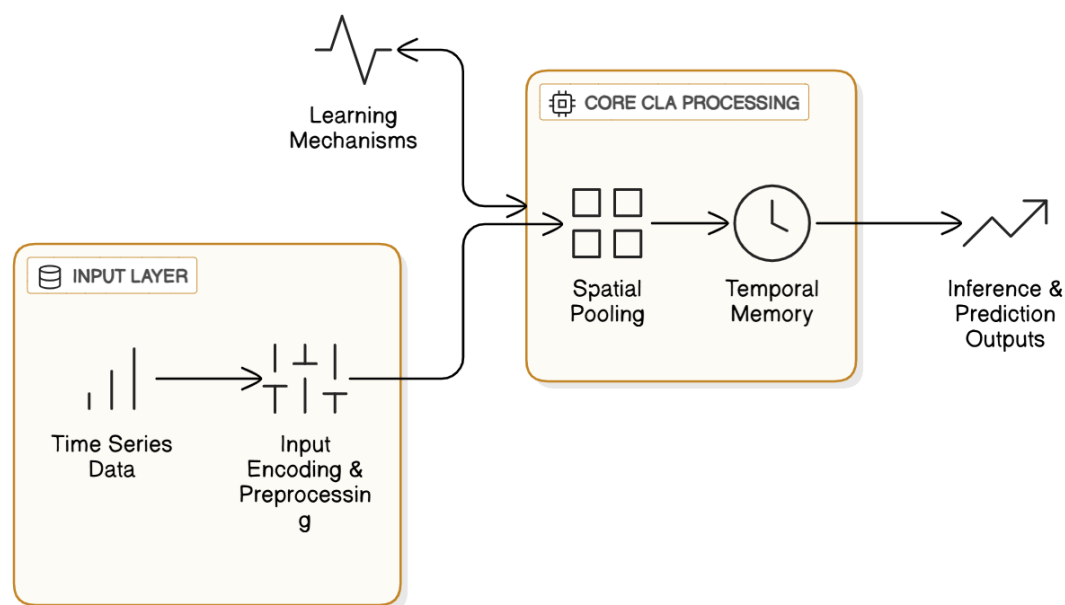 Learning
Mechanisms
CORE CLA PROCESSING
Spatial
Pooling
Temporal
Memory
Inference &
Prediction
Outputs
INPUT LAYER
Time Series
Data
Input
Encoding &
Preprocessin
g